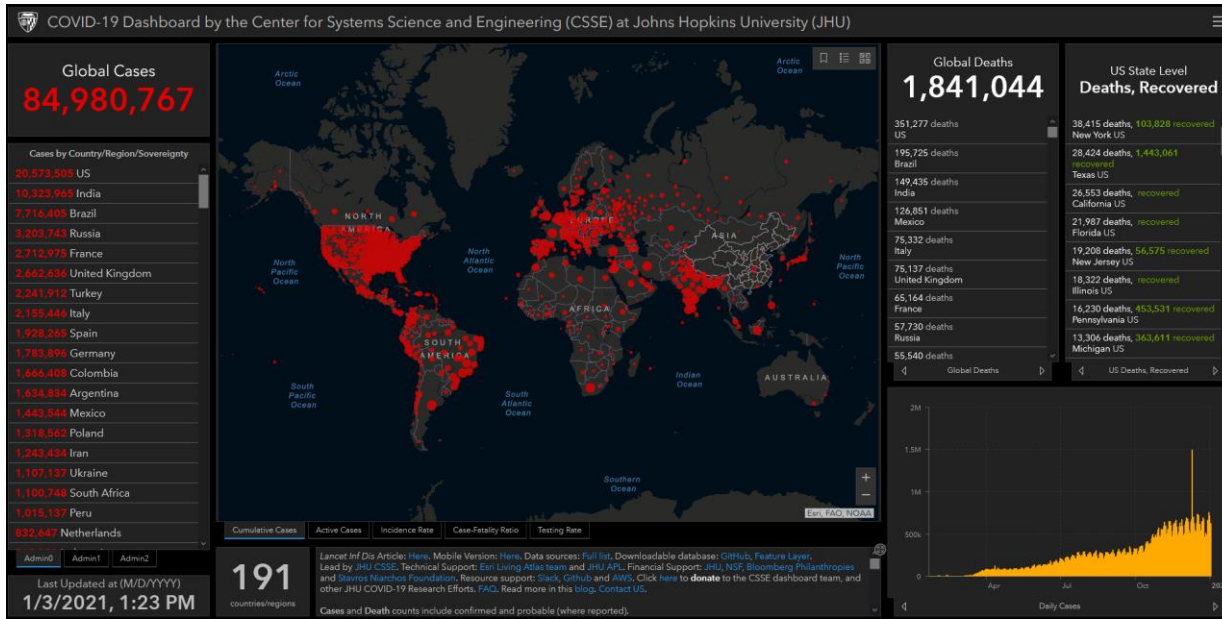 COVID-19 Dashboard by the Center for Systems Science and Engineering (CSSE) at Johns Hopkins University (JHU)
Global Cases
84,980,767
Cases by Country/Region/Sovereignty
20,573,505 US
10,323,965 India
7,716,405 Brazil
3,203,743 Russia
2,712,975 France
2,662,636 United Kingdom
2,241,912 Turkey
2,155,446 Italy
1,928,265 Spain
1,783,896 Germany
1,666,408 Colombia
1,634,834 Argentina
1,443,544 Mexico
1,318,562 Poland
1,243,434 Iran
1,107,137 Ukraine
1,100,748 South Africa
1,015,137 Peru
832,647 Netherlands
Admin0
Admin1
Admin2
Last Updated at (M/D/YYYY)
1/3/2021, 1:23 PM
Arctic
Ocean
Arctic
Ocean
NORTH
AMERICA
EUROPE
ASIA
North
Pacific
Ocean
North
Atlantic
Ocean
North
Pacific
Ocean
AFRICA
SOUTH
AMERICA
Indian
Ocean
AUSTRALIA
South
Pacific
Ocean
South
Atlantic
Ocean
Southern
Ocean
+
−
Esri, FAO, NOAA
Cumulative Cases
Active Cases
Incidence Rate
Case-Fatality Ratio
Testing Rate
191
countries/regions
Lancet Inf Dis Article: Here. Mobile Version: Here. Data sources: Full list. Downloadable database: GitHub, Feature Layer.
Lead by JHU CSSE. Technical Support: Esri Living Atlas team and JHU APL. Financial Support: JHU, NSF, Bloomberg Philanthropies
and Stavros Niarchos Foundation. Resource support: Slack, Github and AWS. Click here to donate to the CSSE dashboard team, and
other JHU COVID-19 Research Efforts. FAQ. Read more in this blog. Contact US.
Cases and Death counts include confirmed and probable (where reported).
Global Deaths
1,841,044
351,277 deaths
US
195,725 deaths
Brazil
149,435 deaths
India
126,851 deaths
Mexico
75,332 deaths
Italy
75,137 deaths
United Kingdom
65,164 deaths
France
57,730 deaths
Russia
55,540 deaths
Global Deaths
US State Level
Deaths, Recovered
38,415 deaths, 103,828 recovered
New York US
28,424 deaths, 1,443,061
recovered
Texas US
26,553 deaths, recovered
California US
21,987 deaths, recovered
Florida US
19,208 deaths, 56,575 recovered
New Jersey US
18,322 deaths, recovered
Illinois US
16,230 deaths, 453,531 recovered
Pennsylvania US
13,306 deaths, 363,611 recovered
Michigan US
US Deaths, Recovered
2M
1.5M
1M
500k
0
Apr
Jul
Oct
Daily Cases